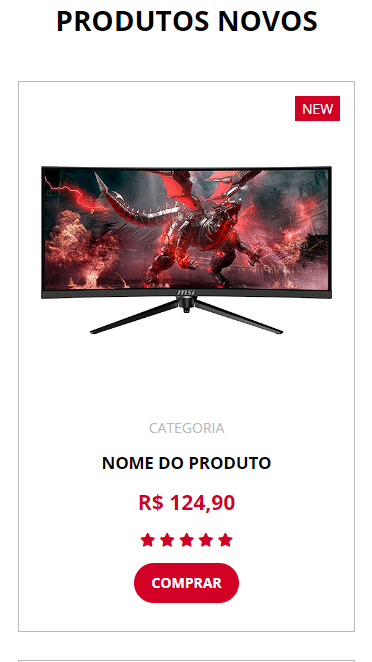 PRODUTOS NOVOS
NEW
msi
CATEGORIA
NOME DO PRODUTO
R$ 124,90
COMPRAR